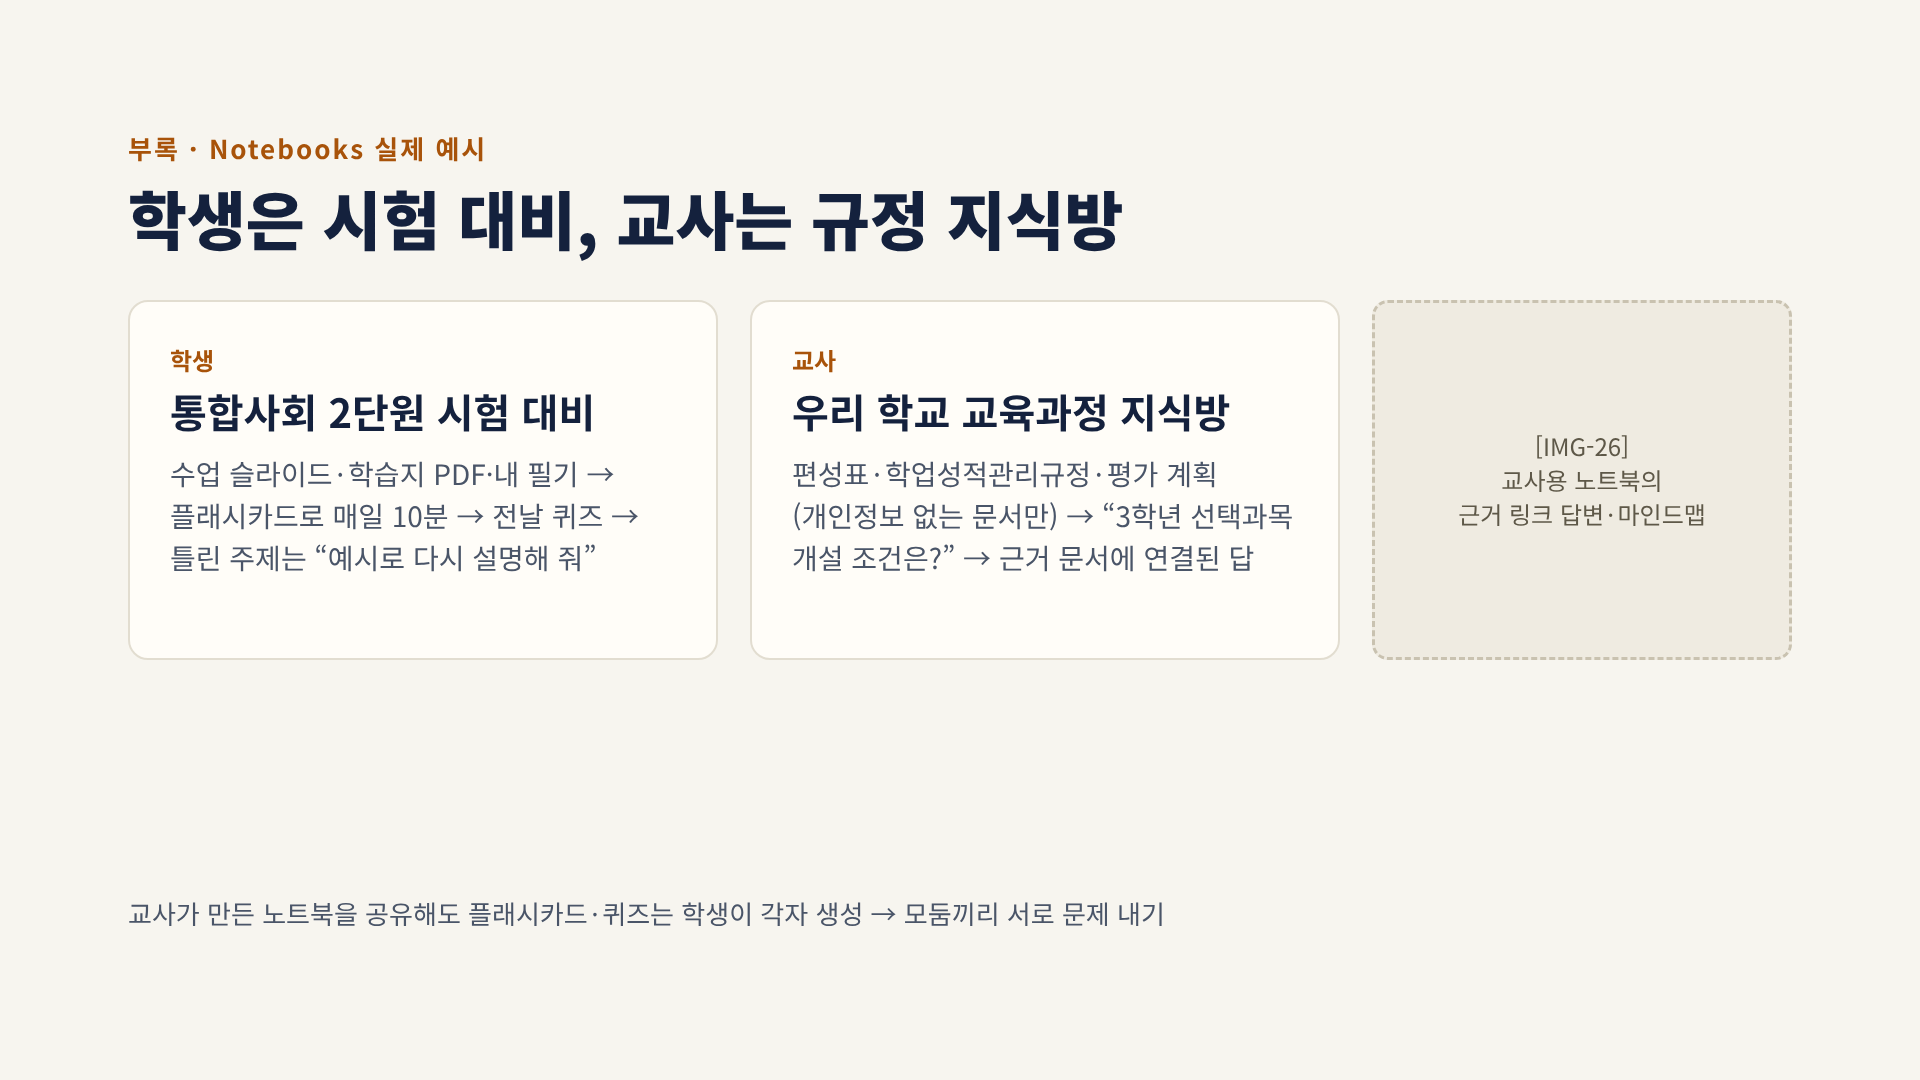 부록 · Notebooks 실제 예시
학생은 시험 대비, 교사는 규정 지식방
학생
통합사회 2단원 시험 대비
수업 슬라이드·학습지 PDF·내 필기 →
플래시카드로 매일 10분 → 전날 퀴즈 →
틀린 주제는 “예시로 다시 설명해 줘”
교사
우리 학교 교육과정 지식방
편성표·학업성적관리규정·평가 계획
(개인정보 없는 문서만) → “3학년 선택과목
개설 조건은?” → 근거 문서에 연결된 답
[IMG-26]
교사용 노트북의
근거 링크 답변·마인드맵
교사가 만든 노트북을 공유해도 플래시카드·퀴즈는 학생이 각자 생성 → 모둠끼리 서로 문제 내기